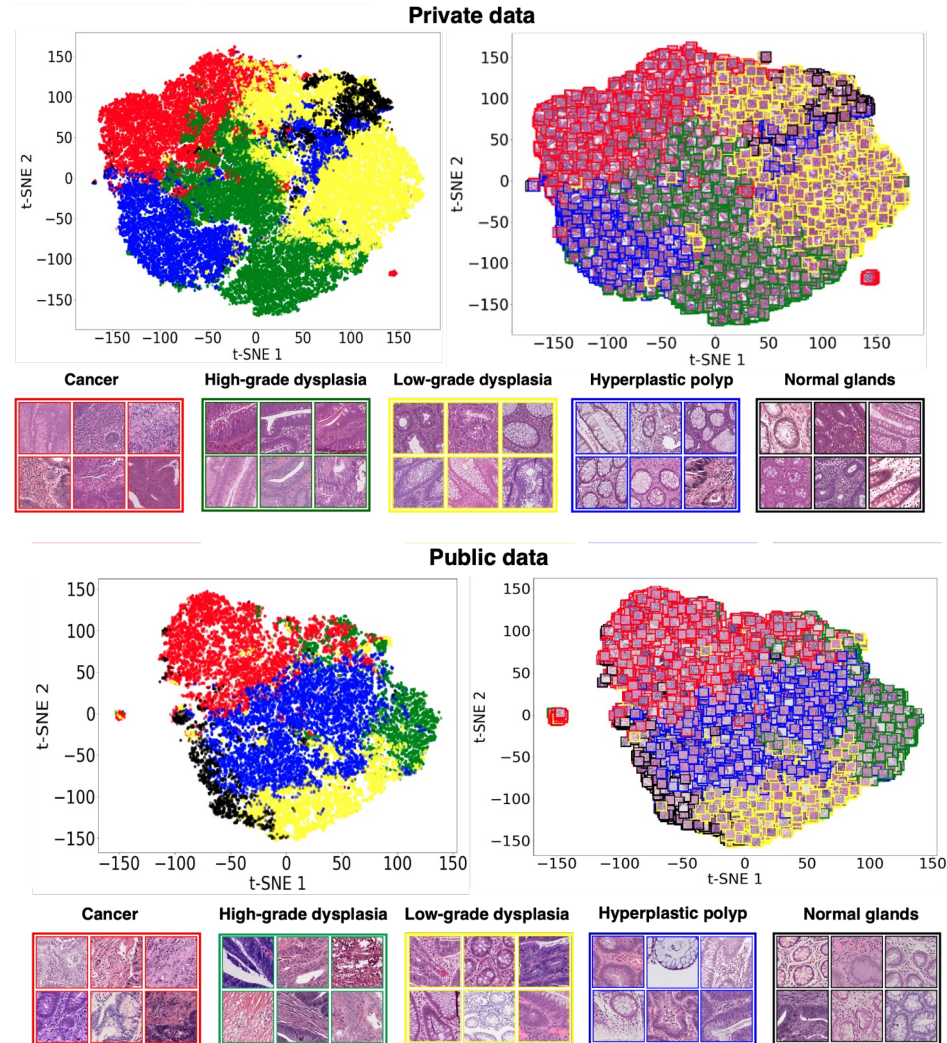 Private data
150
100
50
0
−50
−100
−150
t-SNE 2
−150 −100 −50 0 50 100 150
t-SNE 1
150
100
50
0
−50
−100
−150
t-SNE 2
−150 −100 −50 0 50 100 150
t-SNE 1
Cancer
High-grade dysplasia
Low-grade dysplasia
Hyperplastic polyp
Normal glands
Public data
150
100
50
0
−50
−100
−150
t-SNE 2
−150 −100 −50 0 50 100 150
t-SNE 1
150
100
50
0
−50
−100
−150
t-SNE 2
−150 −100 −50 0 50 100 150
t-SNE 1
Cancer
High-grade dysplasia
Low-grade dysplasia
Hyperplastic polyp
Normal glands